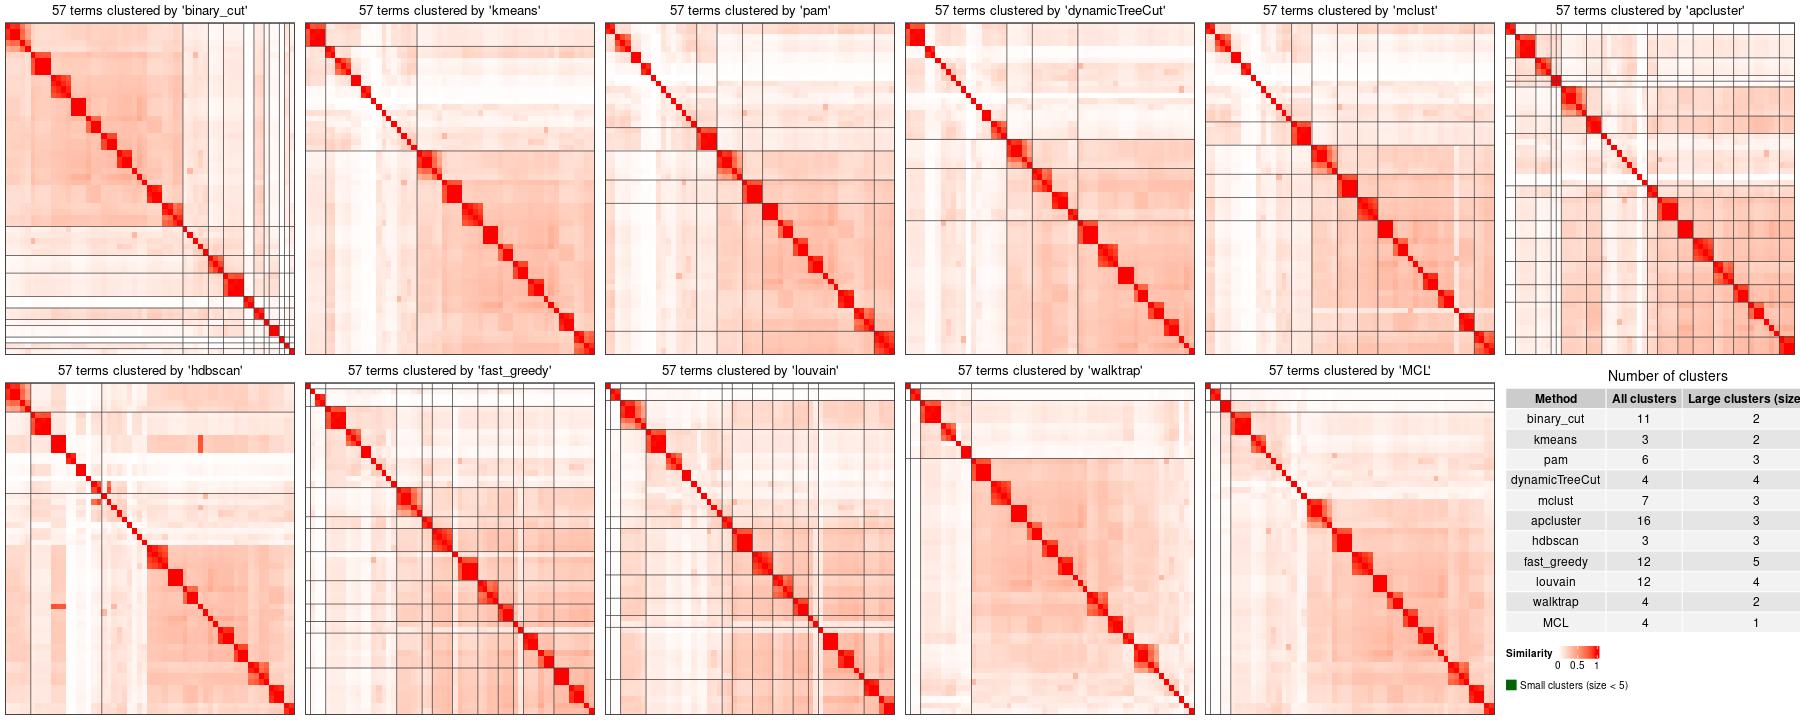 57 terms clustered by 'binary_cut'
57 terms clustered by 'kmeans'
57 terms clustered by 'pam'
57 terms clustered by 'dynamicTreeCut'
57 terms clustered by 'mclust'
57 terms clustered by 'apcluster'
57 terms clustered by 'hdbscan'
57 terms clustered by 'fast_greedy'
57 terms clustered by 'louvain'
57 terms clustered by 'walktrap'
57 terms clustered by 'MCL'
Number of clusters
Method All clusters Large clusters (size
binary_cut 11 2
kmeans 3 2
pam 6 3
dynamicTreeCut 4 4
mclust 7 3
apcluster 16 3
hdbscan 3 3
fast_greedy 12 5
louvain 12 4
walktrap 4 2
MCL 4 1
Similarity
0 0.5 1
Small clusters (size < 5)